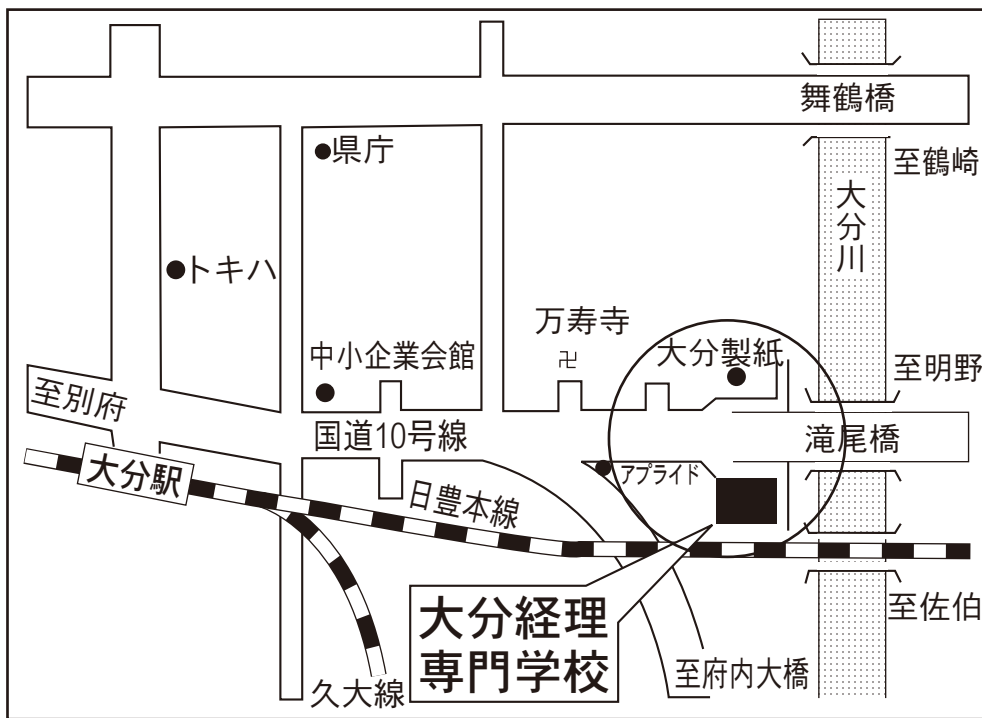 舞鶴橋
県庁
至鶴崎
大分川
トキハ
万寿寺
卍
中小企業会館
大分製紙
至明野
至別府
国道10号線
滝尾橋
大分駅
アプライド
日豊本線
大分経理
専門学校
至佐伯
至府内大橋
久大線